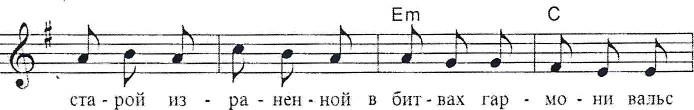 Em C
ста - рой из - ра - нен - ной в бит - вах гар - мо - ни вальс